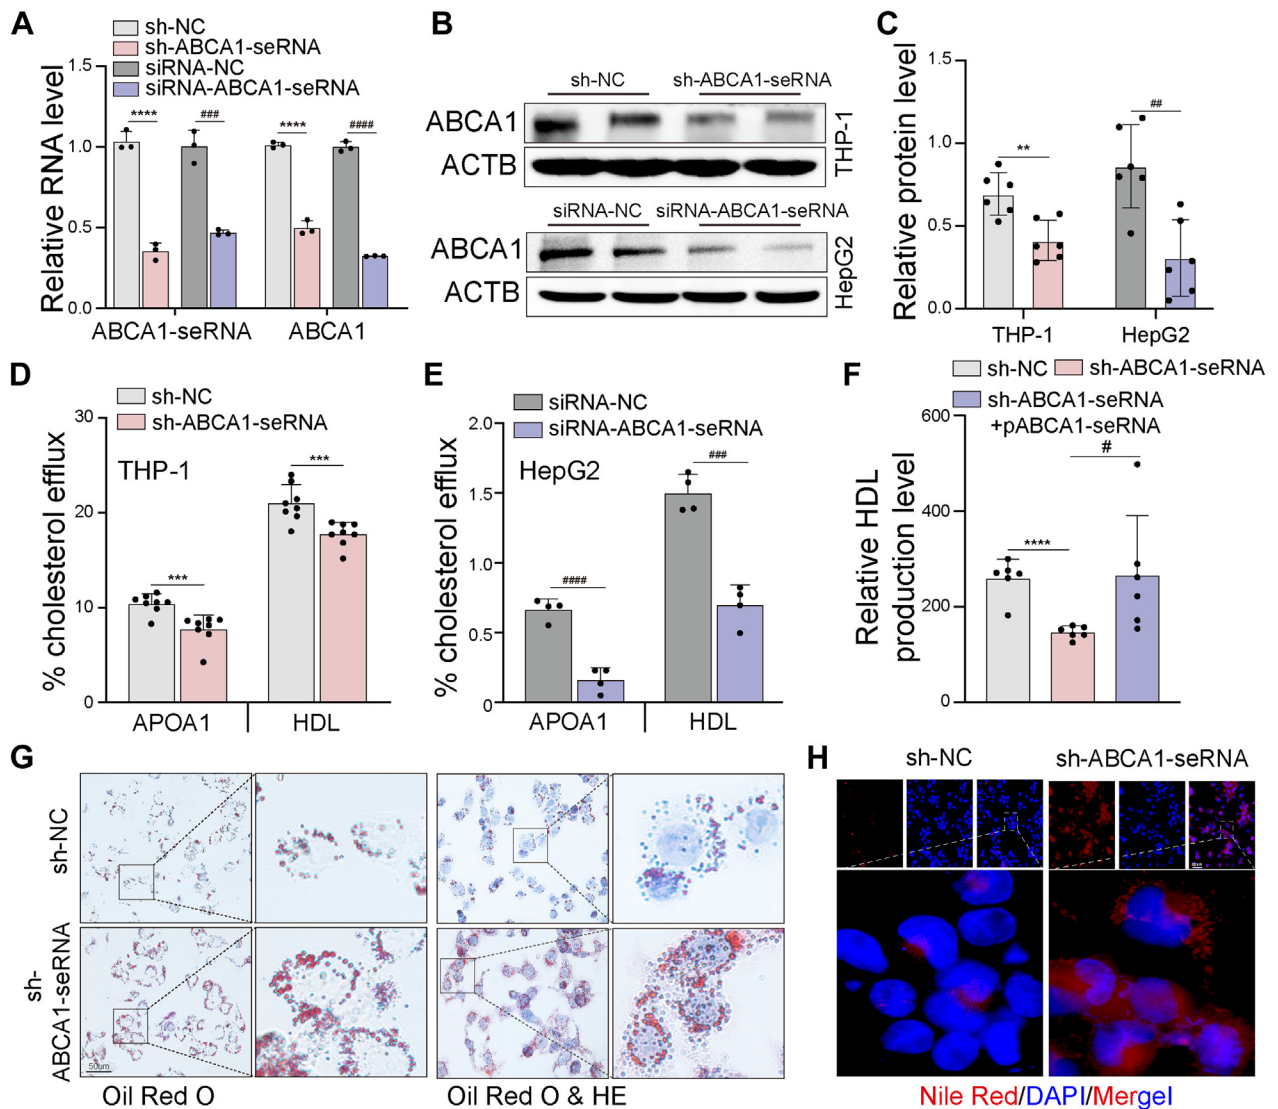 A
sh-NC
sh-ABCA1-seRNA
siRNA-NC
siRNA-ABCA1-seRNA
Relative RNA level
1.5
1.0
0.5
0.0
****
###
****
####
ABCA1-seRNA
ABCA1
B
sh-NC
sh-ABCA1-seRNA
ABCA1
ACTB
THP-1
siRNA-NC
siRNA-ABCA1-seRNA
ABCA1
ACTB
HepG2
C
Relative protein level
1.5
1.0
0.5
0.0
**
##
THP-1
HepG2
D
sh-NC
sh-ABCA1-seRNA
THP-1
% cholesterol efflux
30
20
10
0
***
***
APOA1
HDL
E
siRNA-NC
siRNA-ABCA1-seRNA
HepG2
% cholesterol efflux
2.0
1.5
1.0
0.5
0
####
###
APOA1
HDL
F
sh-NC
sh-ABCA1-seRNA
sh-ABCA1-seRNA
+pABCA1-seRNA
Relative HDL
production level
600
400
200
0
****
#
G
sh-NC
sh-
ABCA1-seRNA
50um
Oil Red O
Oil Red O & HE
H
sh-NC
sh-ABCA1-seRNA
Nile Red/DAPI/Mergel